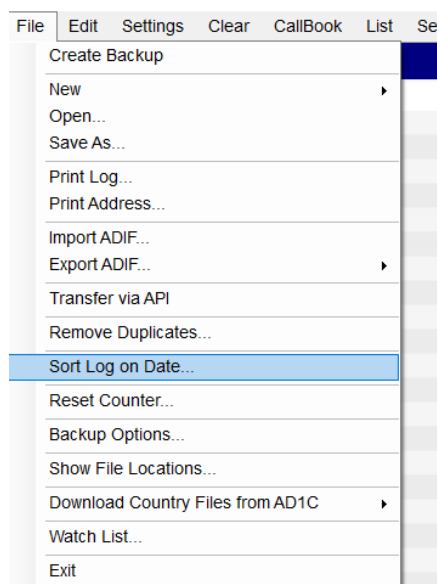 File Edit Settings Clear CallBook List Se
Create Backup
New
Open...
Save As...
Print Log...
Print Address...
Import ADIF...
Export ADIF...
Transfer via API
Remove Duplicates...
Sort Log on Date...
Reset Counter...
Backup Options...
Show File Locations...
Download Country Files from AD1C
Watch List...
Exit